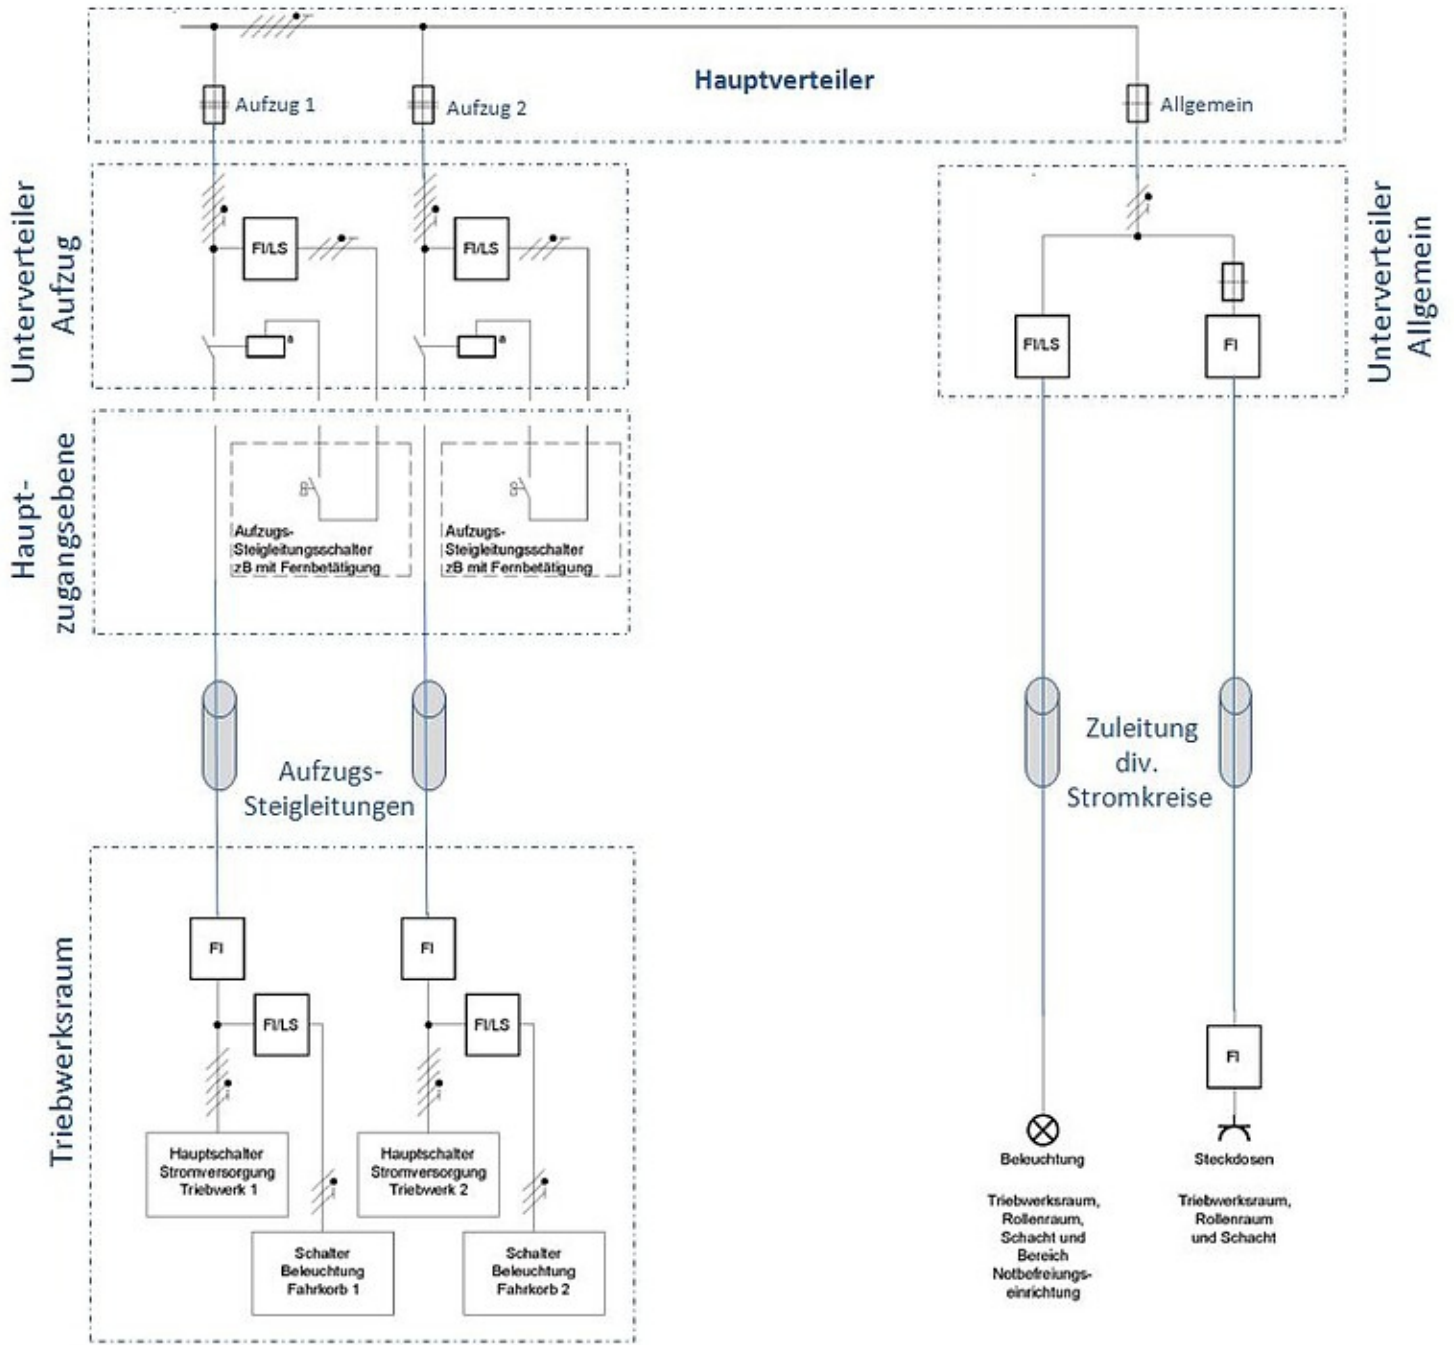 Hauptverteiler
Aufzug 1
Aufzug 2
Allgemein
Unterverteiler
Aufzug
FI/LS
FI/LS
a
a
Unterverteiler
Allgemein
FI/LS
FI
Haupt-
zugangsebene
Aufzugs-
Steigleitungsschalter
zB mit Fernbetätigung
Aufzugs-
Steigleitungsschalter
zB mit Fernbetätigung
Aufzugs-
Steigleitungen
Zuleitung
div.
Stromkreise
Triebwerksraum
FI
FI
FI/LS
FI/LS
Hauptschalter
Stromversorgung
Triebwerk 1
Hauptschalter
Stromversorgung
Triebwerk 2
Schalter
Beleuchtung
Fahrkorb 1
Schalter
Beleuchtung
Fahrkorb 2
FI
Beleuchtung
Triebwerksraum,
Rollenraum,
Schacht und
Bereich
Notbefreiungs-
einrichtung
Steckdosen
Triebwerksraum,
Rollenraum
und Schacht